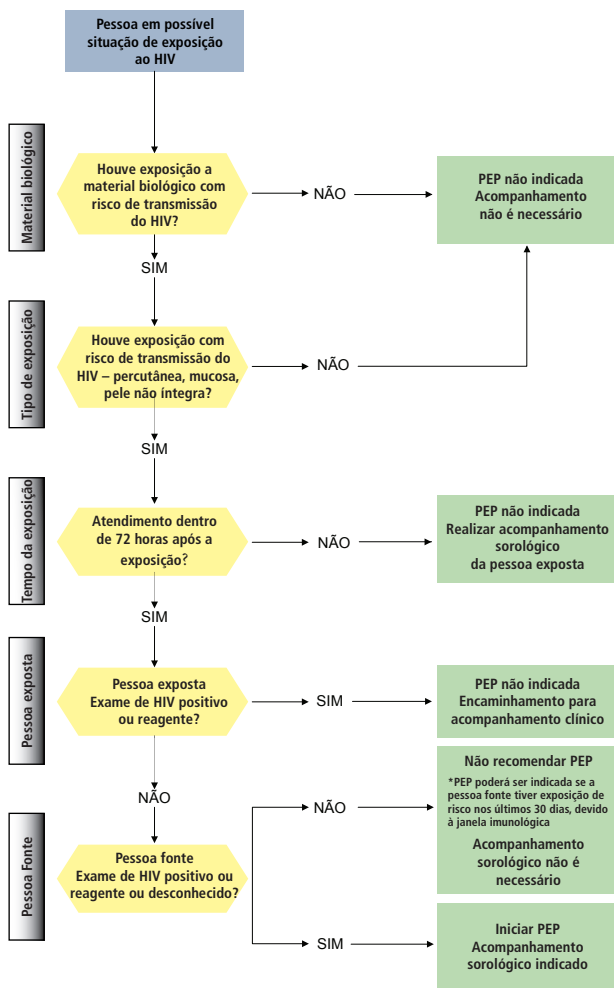 Pessoa em possível
situação de exposição
ao HIV
Material biológico
Houve exposição a
material biológico com
risco de transmissão
do HIV?
NÃO
PEP não indicada
Acompanhamento
não é necessário
SIM
Tipo de exposição
Houve exposição com
risco de transmissão do
HIV – percutânea, mucosa,
pele não íntegra?
NÃO
SIM
Tempo da exposição
Atendimento dentro
de 72 horas após a
exposição?
NÃO
PEP não indicada
Realizar acompanhamento
sorológico
da pessoa exposta
SIM
Pessoa exposta
Pessoa exposta
Exame de HIV positivo
ou reagente?
SIM
PEP não indicada
Encaminhamento para
acompanhamento clínico
NÃO
Pessoa Fonte
Pessoa fonte
Exame de HIV positivo ou
reagente ou desconhecido?
NÃO
Não recomendar PEP
*PEP poderá ser indicada se a
pessoa fonte tiver exposição de
risco nos últimos 30 dias, devido
à janela imunológica
Acompanhamento
sorológico não é
necessário
SIM
Iniciar PEP
Acompanhamento
sorológico indicado